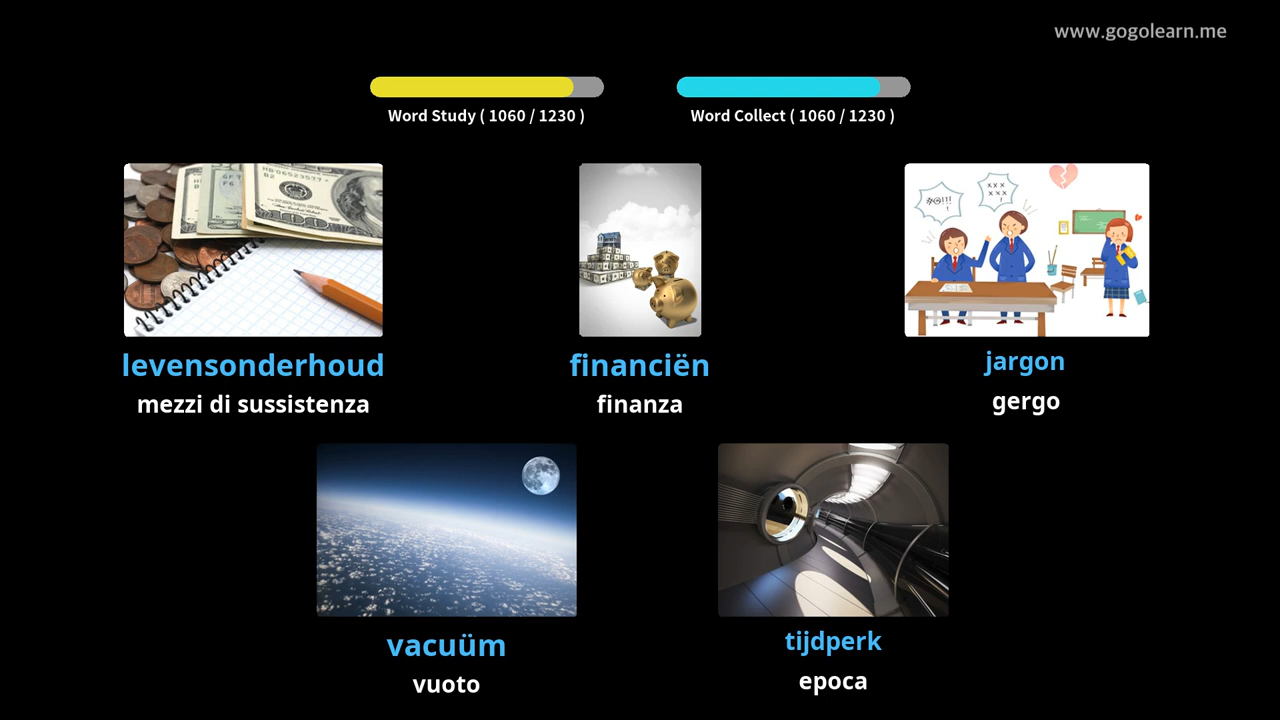 www.gogolearn.me
Word Study ( 1060 / 1230 )
Word Collect ( 1060 / 1230 )
levensonderhoud
mezzi di sussistenza
financiën
finanza
jargon
gergo
vacuüm
vuoto
tijdperk
epoca